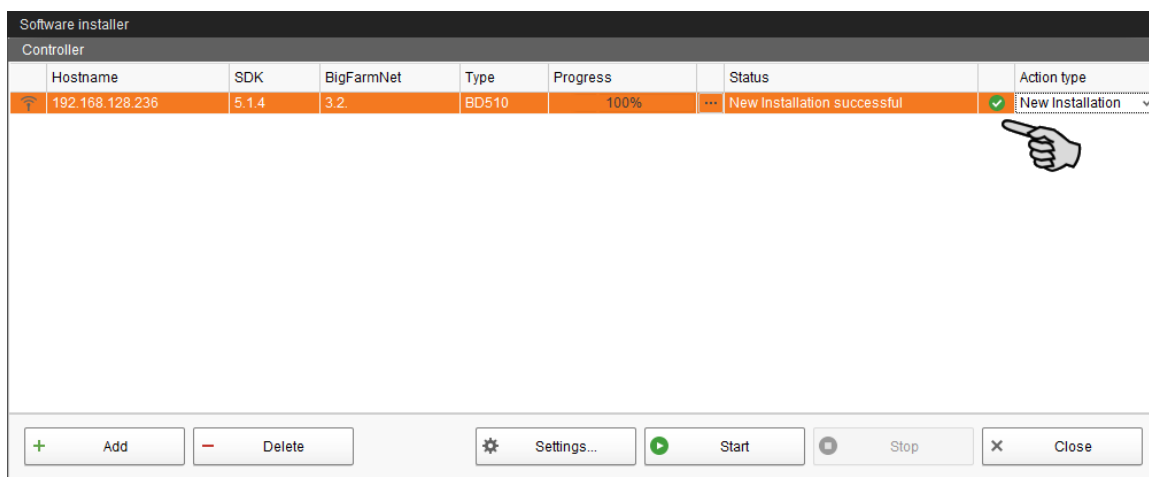 Software installer
Controller
Hostname SDK BigFarmNet Type Progress Status Action type
192.168.128.236 5.1.4 3.2. BD510 100% ... New Installation successful New Installation
Add Delete Settings... Start Stop Close